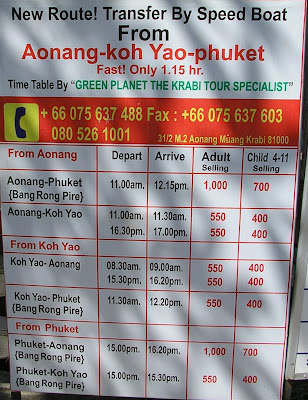 New Route! Transfer By Speed Boat
From
Aonang-koh Yao-phuket
Fast! Only 1.15 hr.
Time Table By "GREEN PLANET THE KRABI TOUR SPECIALIST"
+ 66 075 637 488 Fax : +66 075 637 603
080 526 1001 31/2 M.2 Aonang Muang Krabi 81000
From Aonang Depart Arrive Adult Child 4-11
Selling Selling
Aonang-Phuket 11.00am. 12.15pm. 1,000 700
{Bang Rong Pire}
Aonang-Koh Yao 11.00am. 11.30am. 550 400
16.30pm. 17.00pm. 550 400
From Koh Yao
Koh Yao- Aonang 08.30am. 09.00am. 550 400
15.30pm. 16.20pm. 550 400
Koh Yao- Phuket 11.30am. 12.20pm. 550 400
{Bang Rong Pire}
From Phuket
Phuket-Aonang 15.00pm. 16.20pm. 1,000 700
{Bang Rong Pire}
Phuket-Koh Yao 15.00pm. 15.30pm. 550 400
{Bang Rong Pire}